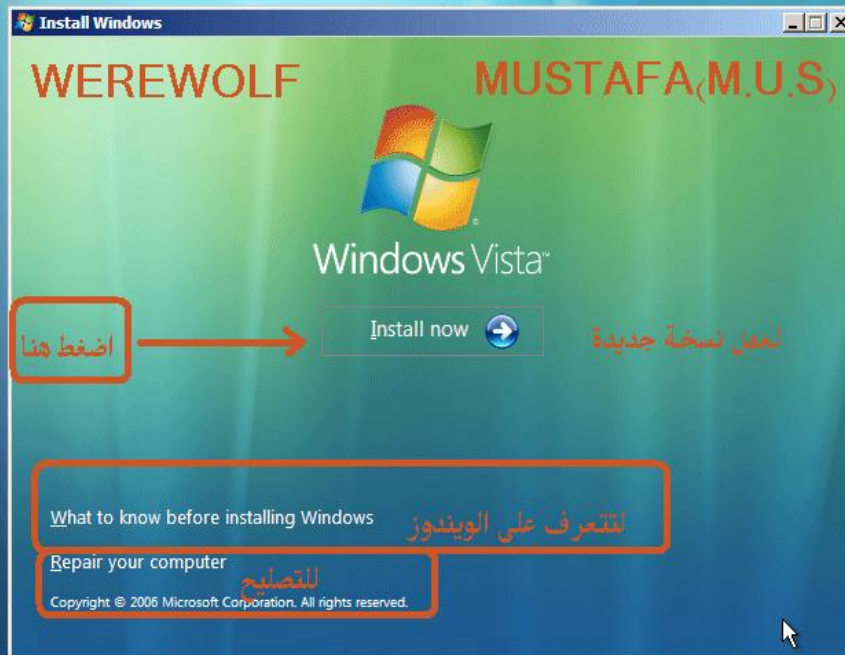 Install Windows
WEREWOLF
MUSTAFA(M.U.S)
Windows Vista™
اضغط هنا
Install now
لعمل نسخة جديدة
What to know before installing Windows
لتتعرف على الويندوز
Repair your computer
للتصليح
Copyright © 2006 Microsoft Corporation. All rights reserved.